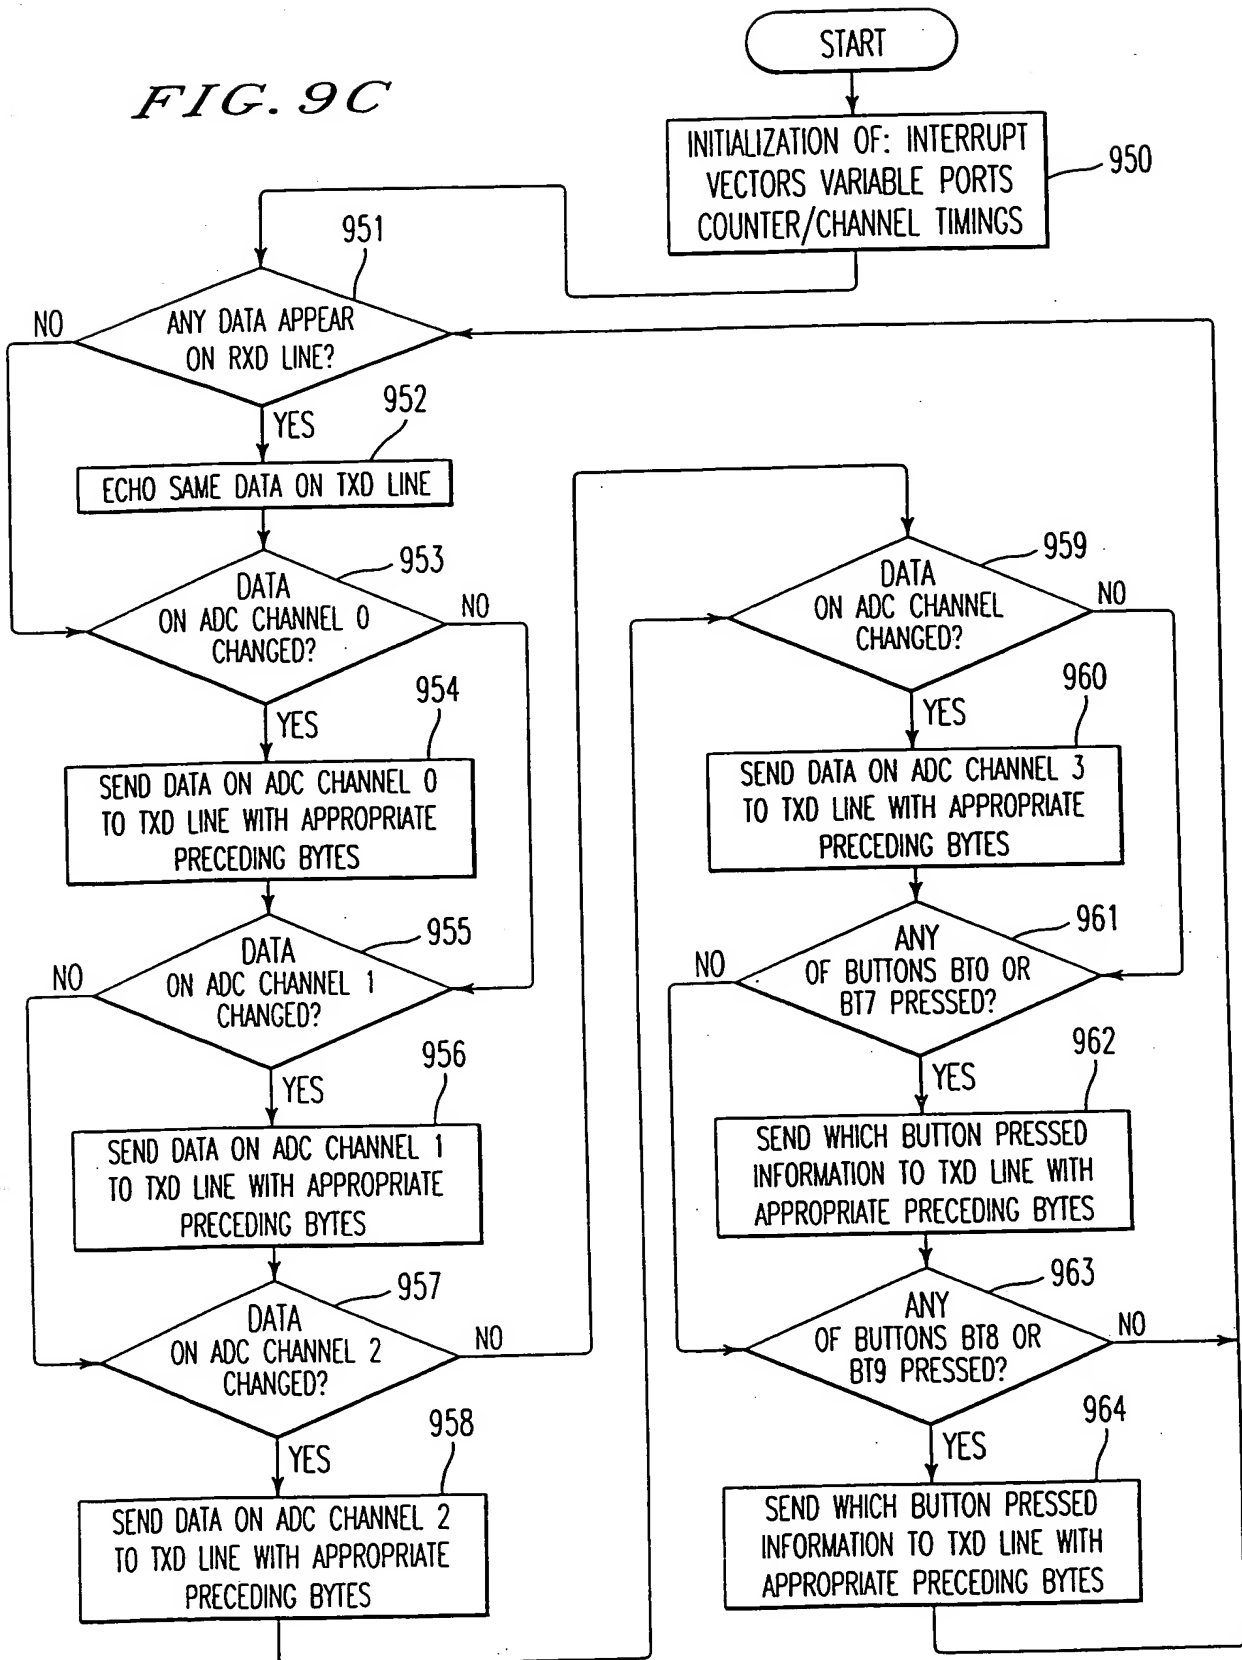 FIG. 9C
START
INITIALIZATION OF: INTERRUPT
VECTORS VARIABLE PORTS
COUNTER/CHANNEL TIMINGS
950
951
ANY DATA APPEAR
ON RXD LINE?
NO
YES
952
ECHO SAME DATA ON TXD LINE
953
DATA
ON ADC CHANNEL 0
CHANGED?
NO
YES
954
SEND DATA ON ADC CHANNEL 0
TO TXD LINE WITH APPROPRIATE
PRECEDING BYTES
955
DATA
ON ADC CHANNEL 1
CHANGED?
NO
YES
956
SEND DATA ON ADC CHANNEL 1
TO TXD LINE WITH APPROPRIATE
PRECEDING BYTES
957
DATA
ON ADC CHANNEL 2
CHANGED?
NO
YES
958
SEND DATA ON ADC CHANNEL 2
TO TXD LINE WITH APPROPRIATE
PRECEDING BYTES
959
DATA
ON ADC CHANNEL
CHANGED?
NO
YES
960
SEND DATA ON ADC CHANNEL 3
TO TXD LINE WITH APPROPRIATE
PRECEDING BYTES
961
ANY
OF BUTTONS BT0 OR
BT7 PRESSED?
NO
YES
962
SEND WHICH BUTTON PRESSED
INFORMATION TO TXD LINE WITH
APPROPRIATE PRECEDING BYTES
963
ANY
OF BUTTONS BT8 OR
BT9 PRESSED?
NO
YES
964
SEND WHICH BUTTON PRESSED
INFORMATION TO TXD LINE WITH
APPROPRIATE PRECEDING BYTES